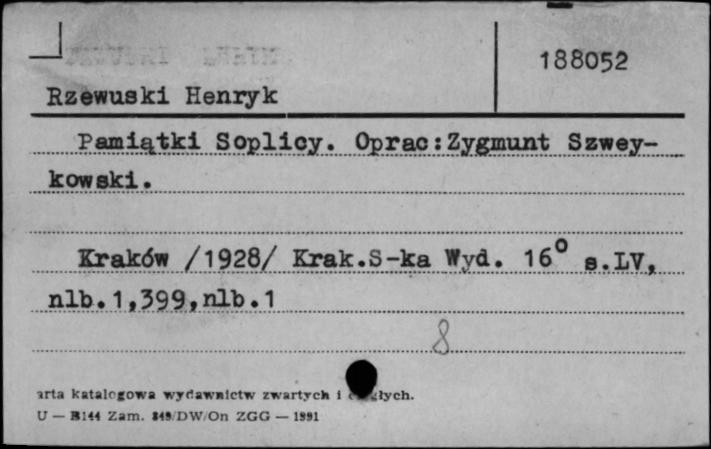 188052
Rzewuski Henryk
Pamiątki Soplicy. Oprac:Zygmunt Szwey-
kowski.
Kraków /1928/ Krak.S-ka Wyd. 16° s.LV,
nlb.1,399,nlb.1
8
arta katalogowa wydawnictw zwartych i
U — B144 Zam. 349/DW/On ZGG — 1991